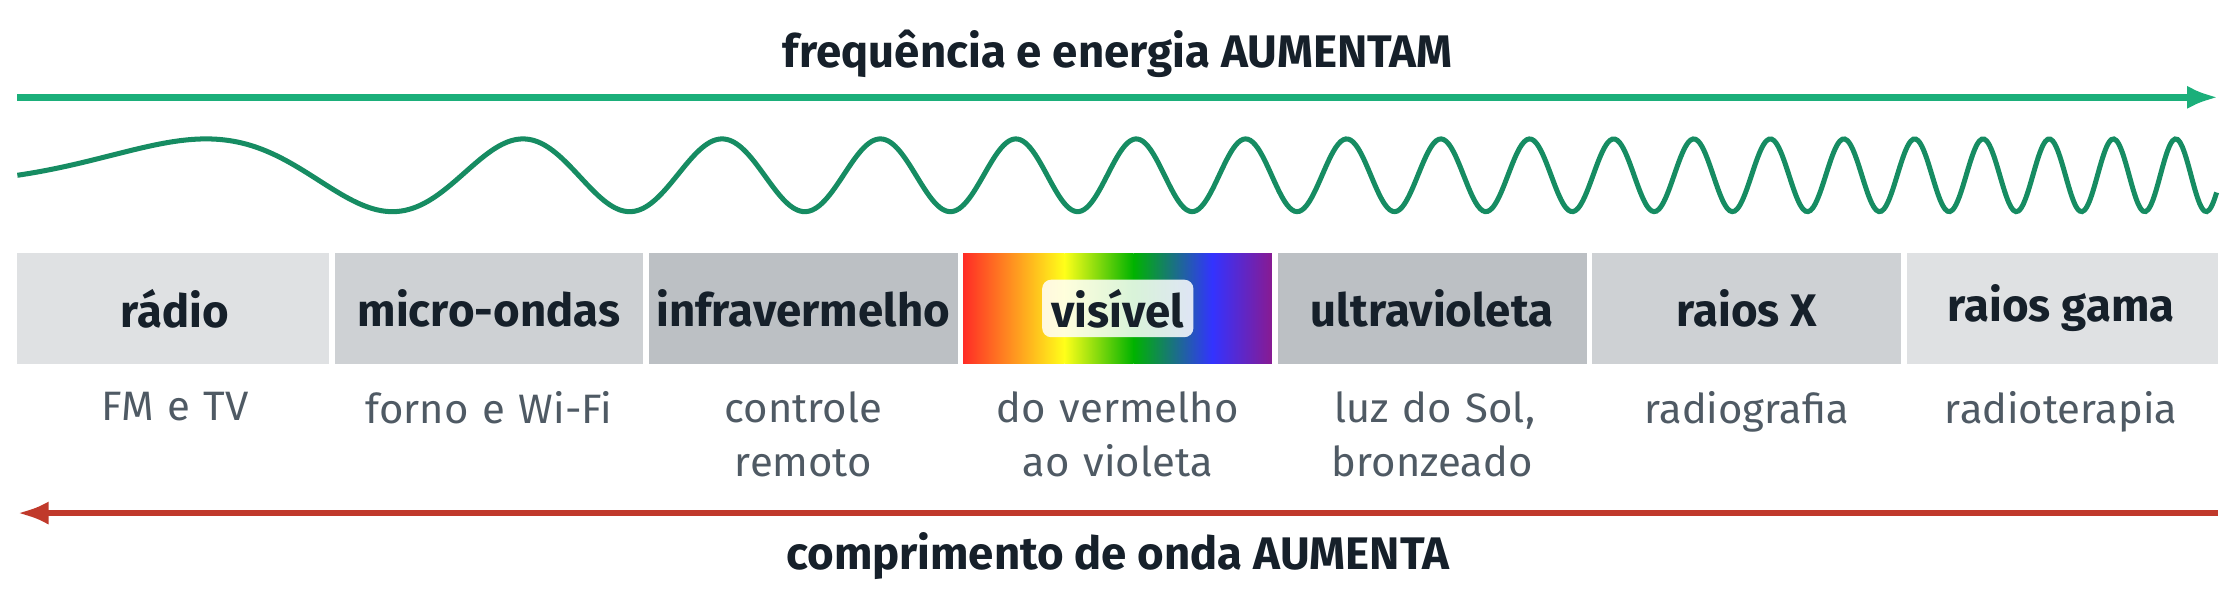 frequência e energia AUMENTAM
rádio
micro-ondas
infravermelho
visível
ultravioleta
raios X
raios gama
FM e TV
forno e Wi-Fi
controle
remoto
do vermelho
ao violeta
luz do Sol,
bronzeado
radiografia
radioterapia
comprimento de onda AUMENTA